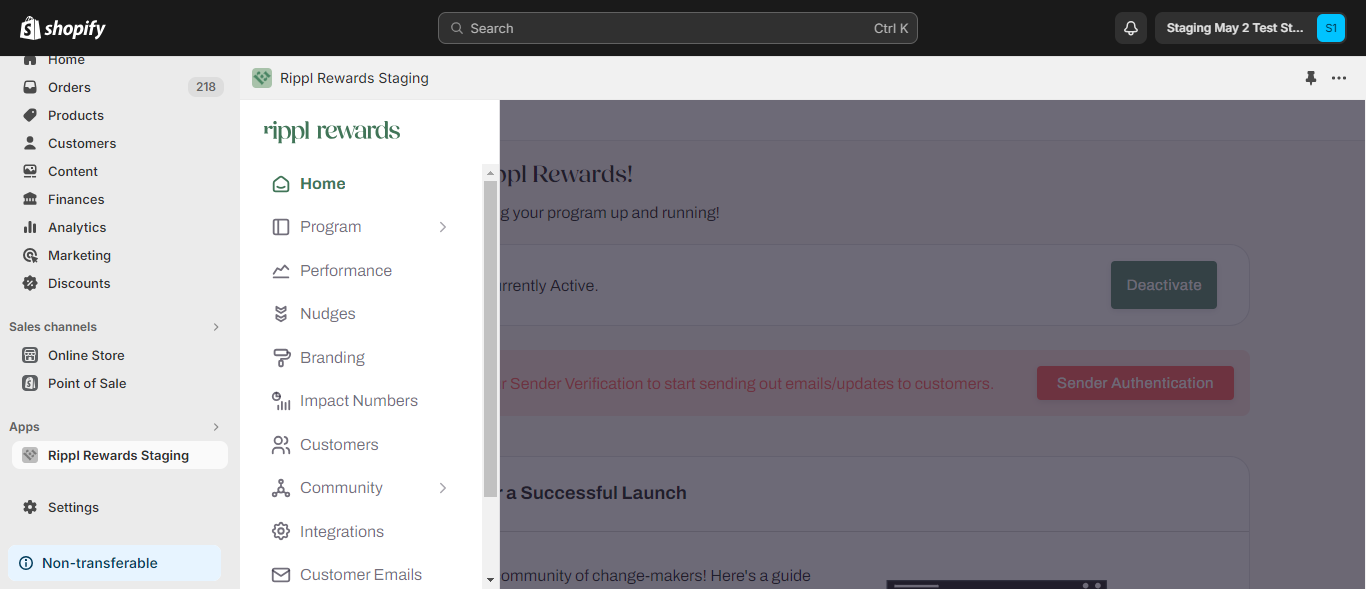 shopify
Search
Ctrl K
Staging May 2 Test St...
S1
Home
Orders
218
Products
Customers
Content
Finances
Analytics
Marketing
Discounts
Sales channels
Online Store
Point of Sale
Apps
Rippl Rewards Staging
Settings
Non-transferable
Rippl Rewards Staging
rippl rewards
Home
Program
Performance
Nudges
Branding
Impact Numbers
Customers
Community
Integrations
Customer Emails
ppl Rewards!
g your program up and running!
rrently Active.
Deactivate
r Sender Verification to start sending out emails/updates to customers.
Sender Authentication
r a Successful Launch
ommunity of change-makers! Here's a guide